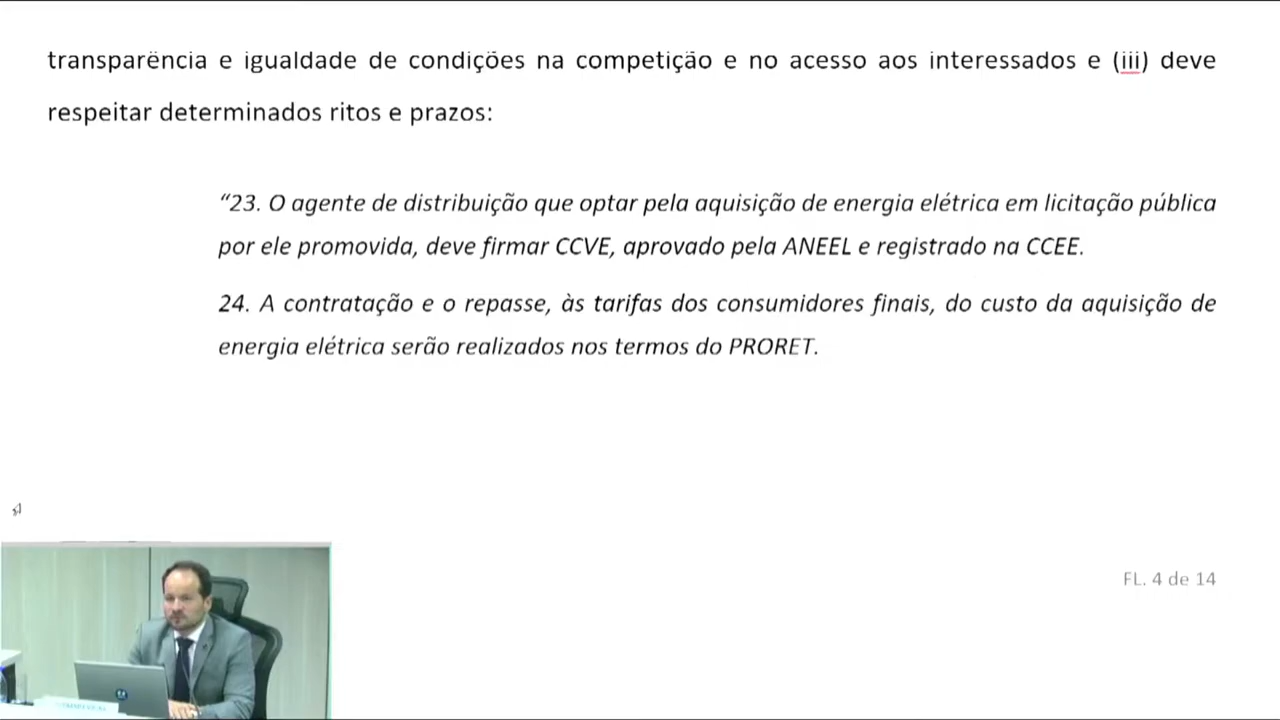 transparência e igualdade de condições na competição e no acesso aos interessados e (iii) deve
respeitar determinados ritos e prazos:
“23. O agente de distribuição que optar pela aquisição de energia elétrica em licitação pública
por ele promovida, deve firmar CCVE, aprovado pela ANEEL e registrado na CCEE.
24. A contratação e o repasse, às tarifas dos consumidores finais, do custo da aquisição de
energia elétrica serão realizados nos termos do PRORET.
FL. 4 de 14